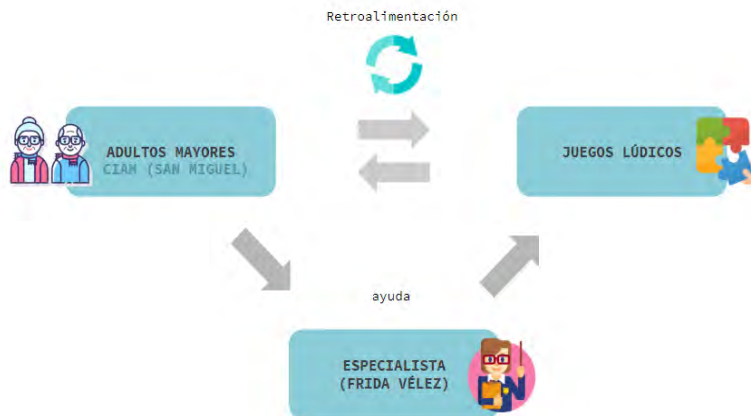 Retroalimentación
ADULTOS MAYORES
CIAM (SAN MIGUEL)
JUEGOS LÚDICOS
ayuda
ESPECIALISTA
(FRIDA VÉLEZ)